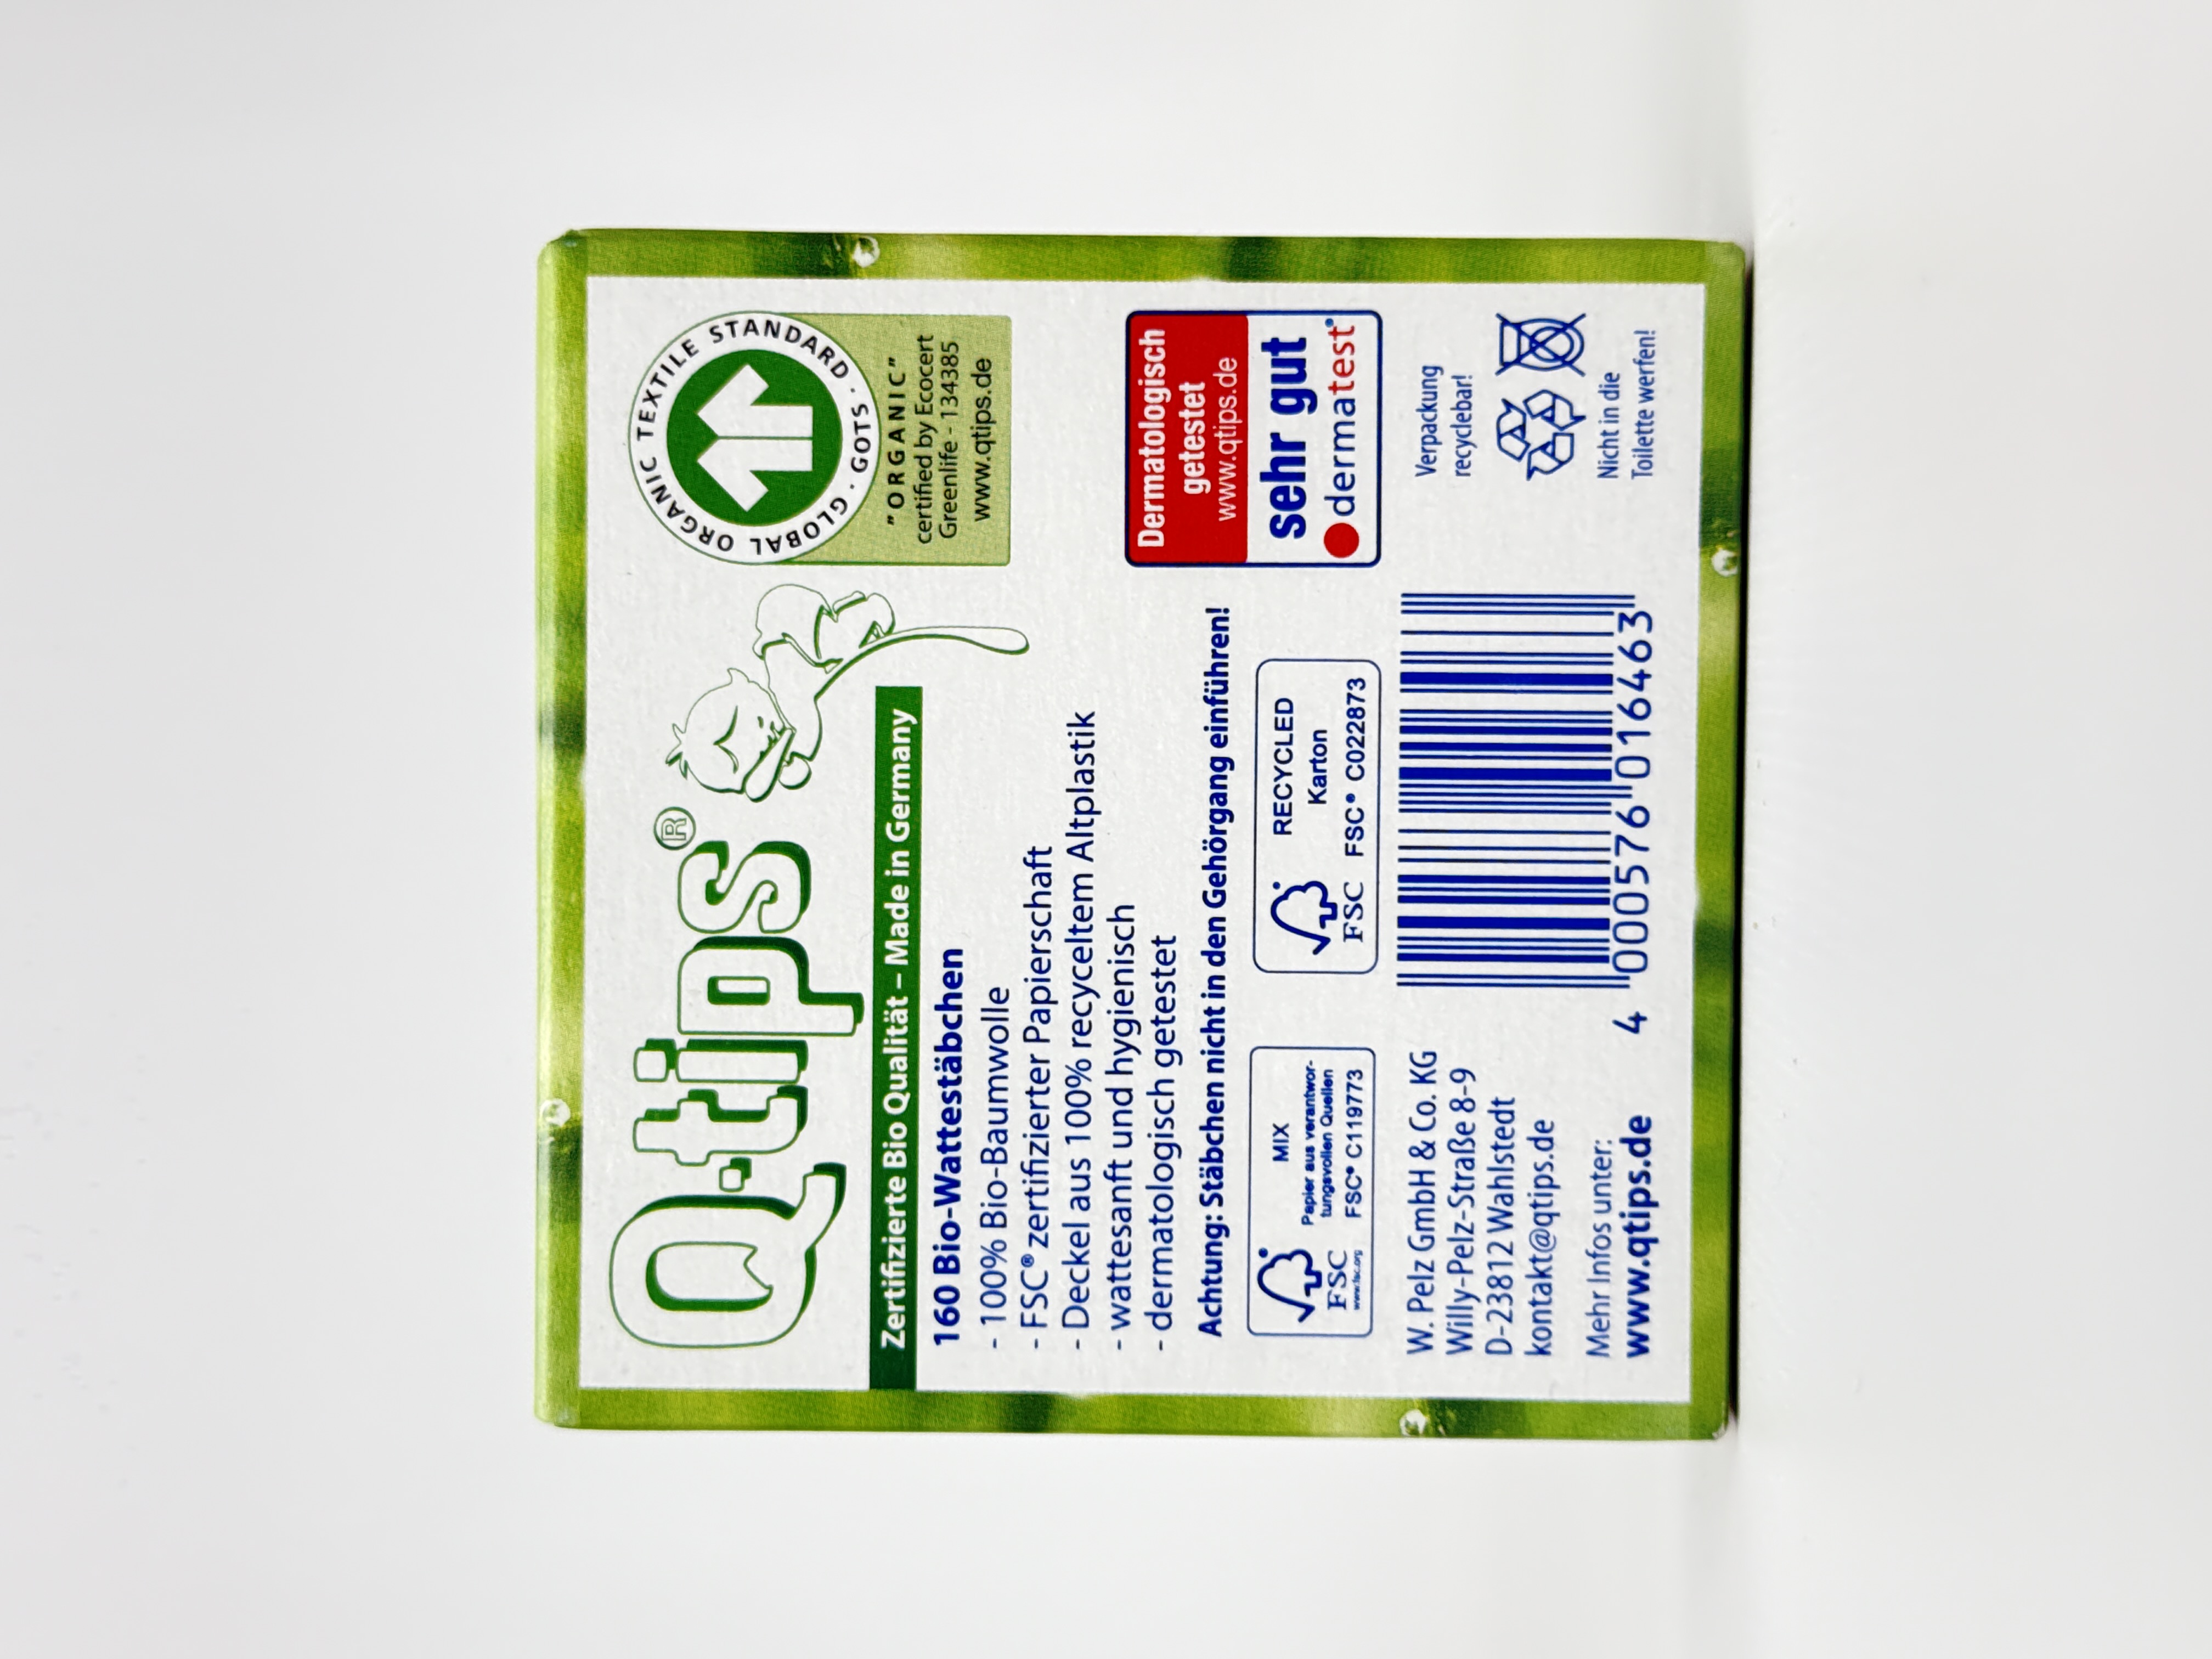 Q-tips®
Zertifizierte Bio Qualität – Made in Germany
GLOBAL ORGANIC TEXTILE STANDARD · GOTS ·
"ORGANIC"
certified by Ecocert
Greenlife - 134385
www.qtips.de
160 Bio-Wattestäbchen
- 100% Bio-Baumwolle
- FSC® zertifizierter Papierschaft
- Deckel aus 100% recyceltem Altplastik
- wattesanft und hygienisch
- dermatologisch getestet
Achtung: Stäbchen nicht in den Gehörgang einführen!
Dermatologisch
getestet
www.qtips.de
sehr gut
dermatest®
FSC
www.fsc.org
MIX
Papier aus verantwor-
tungsvollen Quellen
FSC® C119773
FSC
RECYCLED
Karton
FSC® C022873
W. Pelz GmbH & Co. KG
Willy-Pelz-Straße 8-9
D-23812 Wahlstedt
kontakt@qtips.de
Mehr Infos unter:
www.qtips.de
4 000576 016463
Verpackung
recyclebar!
Nicht in die
Toilette werfen!